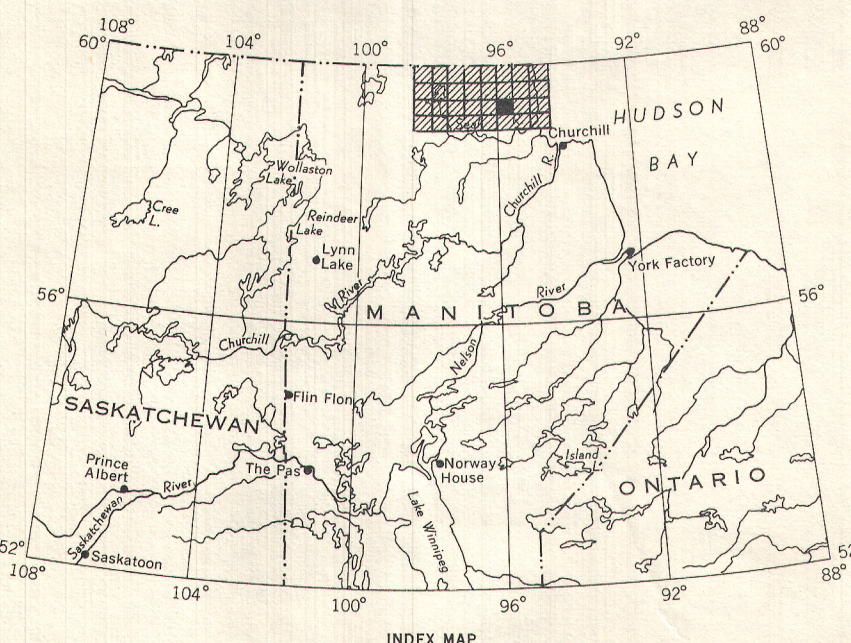 108°
88°
60°
104°
100°
96°
92°
60°
HUDSON
Seal R.
Churchill
BAY
Wollaston
Lake
Churchill R.
Cree
L.
Reindeer
Lake
Lynn
Lake
York Factory
River
River
56°
MANITOBA
56°
Churchill
Nelson
Flin Flon
SASKATCHEWAN
Island
Prince
Albert
The Pas
Norway
House
River
ONTARIO
Saskatchewan
Lake Winnipeg
Saskatoon
52°
108°
52
88°
104°
100°
96°
92°
INDEX MAP